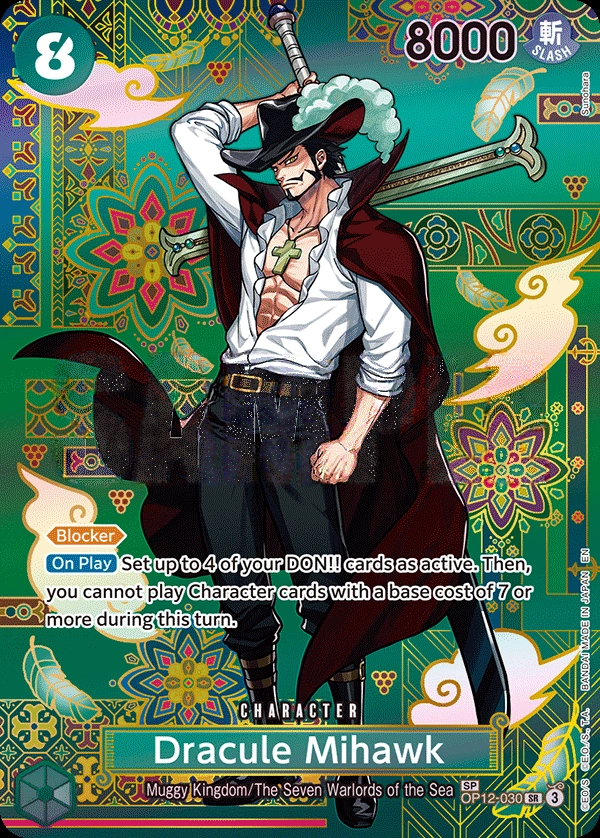 8
8000
斬
SLASH
Sunohara
SAMPLE
Blocker
On Play Set up to 4 of your DON!! cards as active. Then,
you cannot play Character cards with a base cost of 7 or
more during this turn.
CHARACTER
Dracule Mihawk
Muggy Kingdom/The Seven Warlords of the Sea
SP
OP12-030 SR 3
©ED/S ©E.O./S.,T.A. BANDAI MADE IN JAPAN EN